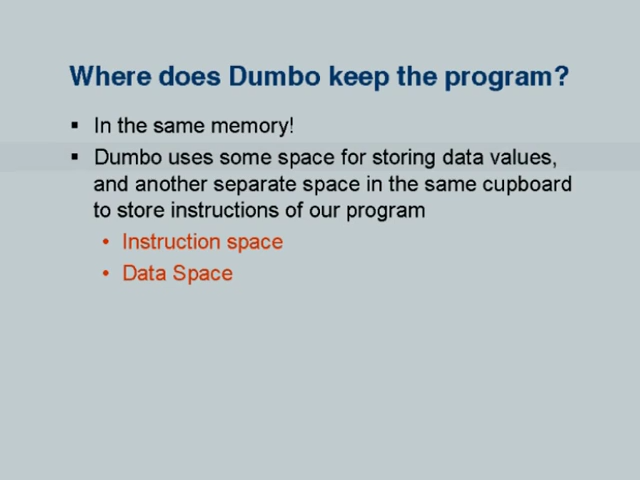 Where does Dumbo keep the program?
▪ In the same memory!
▪ Dumbo uses some space for storing data values,
and another separate space in the same cupboard
to store instructions of our program
• Instruction space
• Data Space